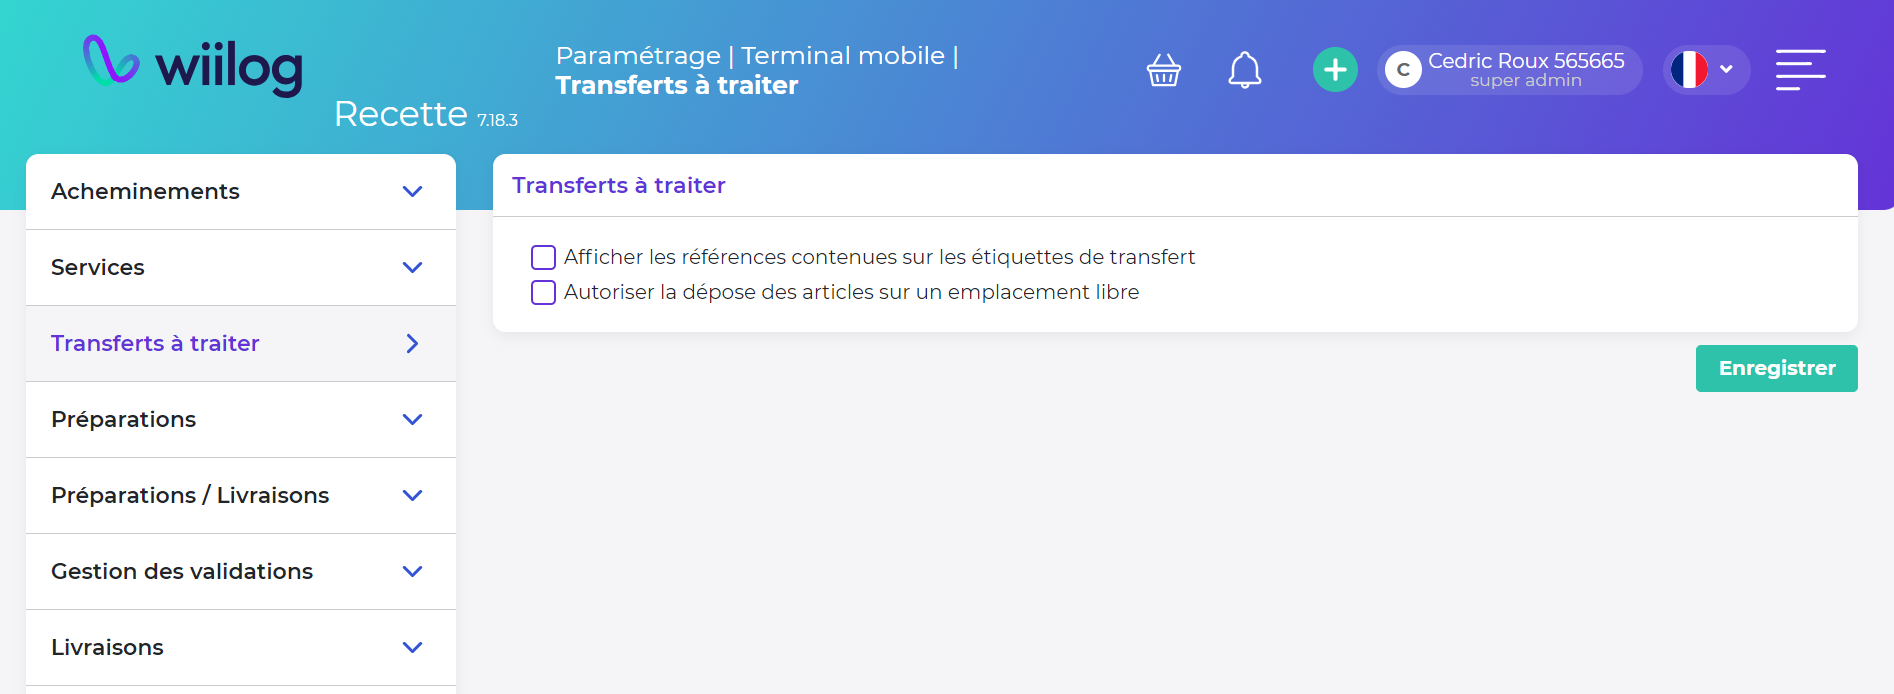 wiilog
Recette 7.18.3
Paramétrage | Terminal mobile |
Transferts à traiter
C
Cedric Roux 565665
super admin
Acheminements
Services
Transferts à traiter
Préparations
Préparations / Livraisons
Gestion des validations
Livraisons
Transferts à traiter
Afficher les références contenues sur les étiquettes de transfert
Autoriser la dépose des articles sur un emplacement libre
Enregistrer